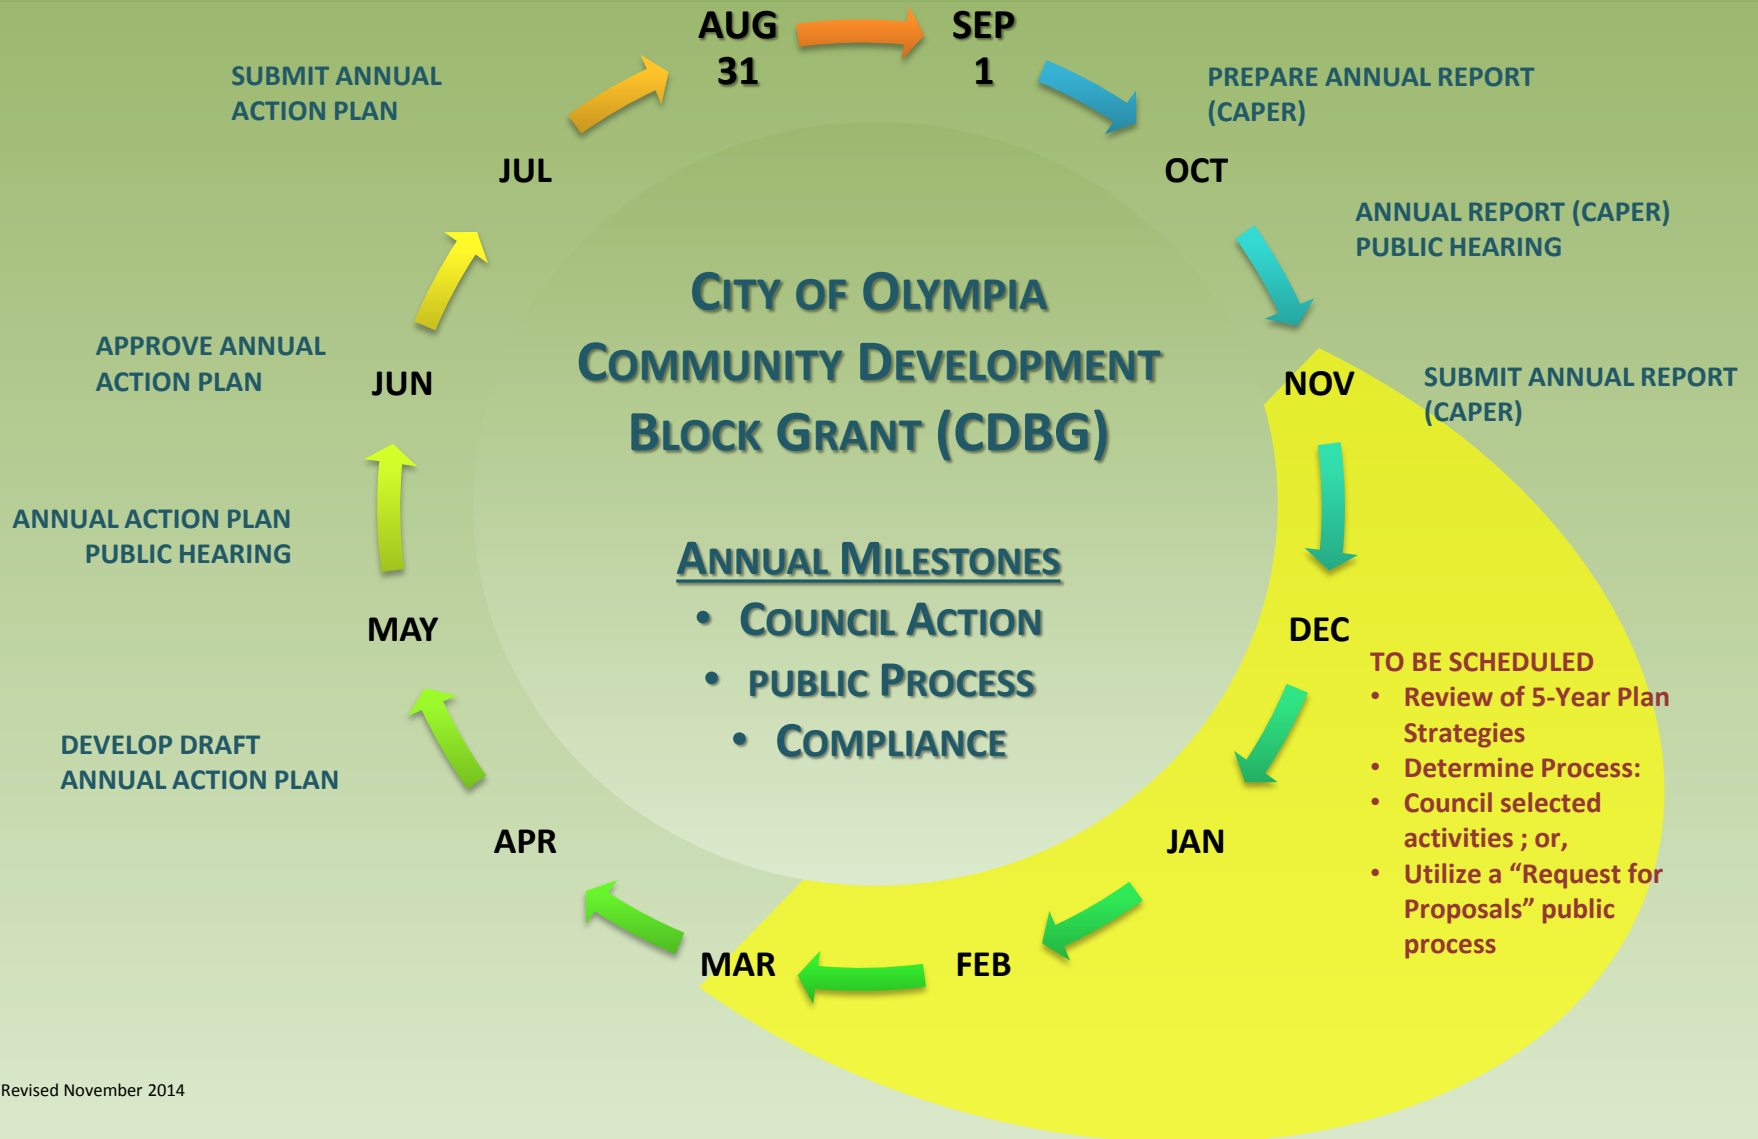 AUG
31
SEP
1
PREPARE ANNUAL REPORT
(CAPER)
OCT
ANNUAL REPORT (CAPER)
PUBLIC HEARING
NOV
SUBMIT ANNUAL REPORT
(CAPER)
DEC
TO BE SCHEDULED
• Review of 5-Year Plan
Strategies
• Determine Process:
• Council selected
activities ; or,
• Utilize a “Request for
Proposals” public
process
JAN
FEB
MAR
APR
DEVELOP DRAFT
ANNUAL ACTION PLAN
MAY
ANNUAL ACTION PLAN
PUBLIC HEARING
JUN
APPROVE ANNUAL
ACTION PLAN
JUL
SUBMIT ANNUAL
ACTION PLAN
CITY OF OLYMPIA
COMMUNITY DEVELOPMENT
BLOCK GRANT (CDBG)
ANNUAL MILESTONES
• COUNCIL ACTION
• PUBLIC PROCESS
• COMPLIANCE
Revised November 2014